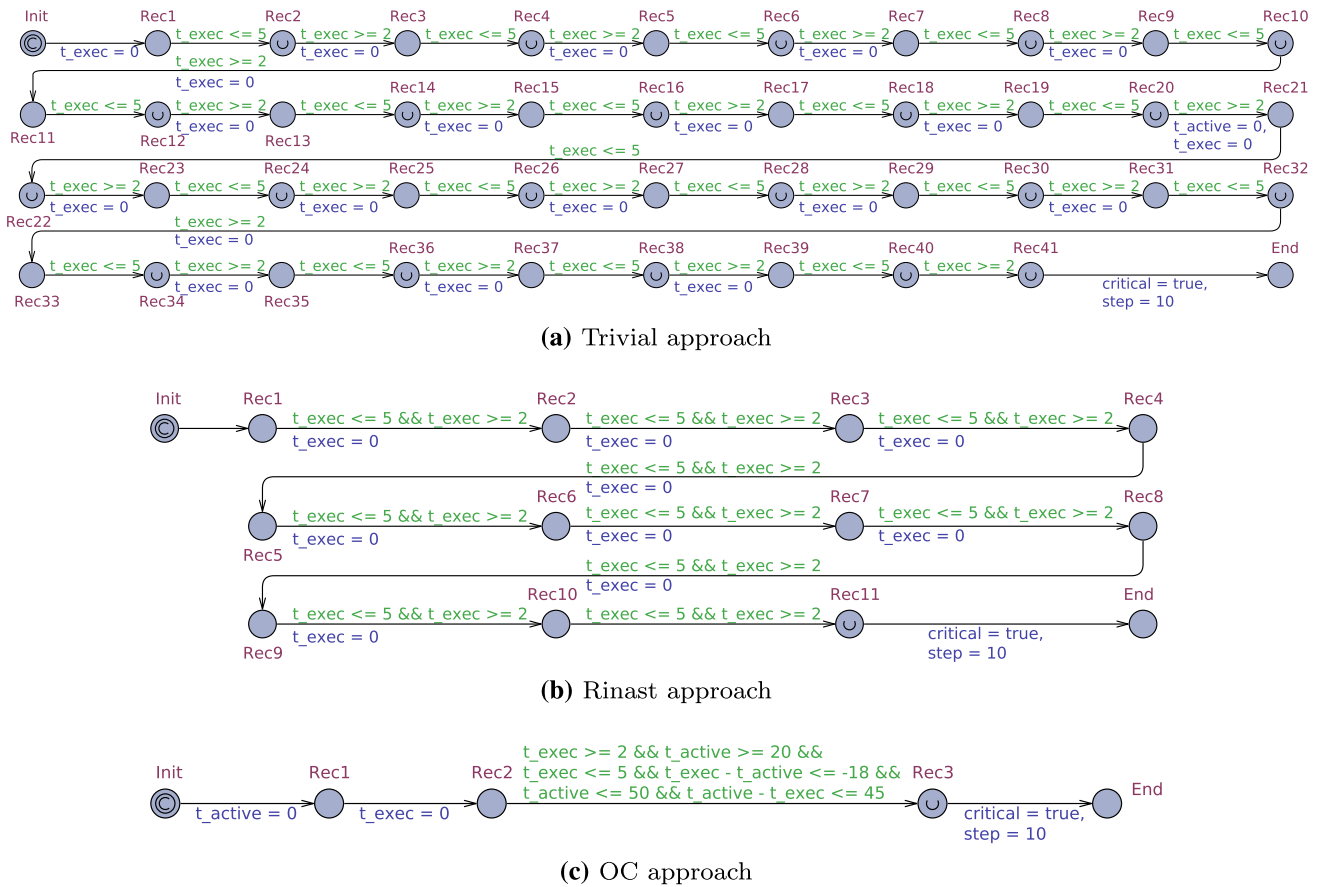 Init Rec1 Rec2 Rec3 Rec4 Rec5 Rec6 Rec7 Rec8 Rec9 Rec10
t_exec <= 5 t_exec >= 2 t_exec <= 5 t_exec >= 2 t_exec <= 5 t_exec >= 2 t_exec <= 5 t_exec >= 2 t_exec <= 5
t_exec = 0 t_exec = 0 t_exec = 0 t_exec = 0 t_exec = 0
t_exec >= 2
t_exec = 0
Rec14 Rec15 Rec16 Rec17 Rec18 Rec19 Rec20 Rec21
t_exec <= 5 t_exec >= 2 t_exec <= 5 t_exec >= 2 t_exec <= 5 t_exec >= 2 t_exec <= 5 t_exec >= 2 t_exec <= 5 t_exec >= 2
t_exec = 0 t_exec = 0 t_exec = 0 t_exec = 0 t_active = 0,
t_exec = 0
Rec11 Rec12 Rec13
t_exec <= 5
Rec23 Rec24 Rec25 Rec26 Rec27 Rec28 Rec29 Rec30 Rec31 Rec32
t_exec >= 2 t_exec <= 5 t_exec >= 2 t_exec <= 5 t_exec >= 2 t_exec <= 5 t_exec >= 2 t_exec <= 5 t_exec >= 2 t_exec <= 5
t_exec = 0 t_exec = 0 t_exec = 0 t_exec = 0 t_exec = 0
Rec22
t_exec >= 2
t_exec = 0
Rec36 Rec37 Rec38 Rec39 Rec40 Rec41 End
t_exec <= 5 t_exec >= 2 t_exec <= 5 t_exec >= 2 t_exec <= 5 t_exec >= 2 t_exec <= 5 t_exec >= 2
t_exec = 0 t_exec = 0 t_exec = 0 critical = true,
step = 10
Rec33 Rec34 Rec35
(a) Trivial approach
Init Rec1 Rec2 Rec3 Rec4
t_exec <= 5 && t_exec >= 2 t_exec <= 5 && t_exec >= 2 t_exec <= 5 && t_exec >= 2
t_exec = 0 t_exec = 0 t_exec = 0
t_exec <= 5 && t_exec >= 2
t_exec = 0
Rec6 Rec7 Rec8
t_exec <= 5 && t_exec >= 2 t_exec <= 5 && t_exec >= 2 t_exec <= 5 && t_exec >= 2
t_exec = 0 t_exec = 0 t_exec = 0
Rec5
t_exec <= 5 && t_exec >= 2
t_exec = 0
Rec10 Rec11 End
t_exec <= 5 && t_exec >= 2 t_exec <= 5 && t_exec >= 2
t_exec = 0 critical = true,
step = 10
Rec9
(b) Rinast approach
t_exec >= 2 && t_active >= 20 &&
Init Rec1 Rec2 t_exec <= 5 && t_exec - t_active <= -18 && Rec3
t_active <= 50 && t_active - t_exec <= 45 End
t_active = 0 t_exec = 0 critical = true,
step = 10
(c) OC approach